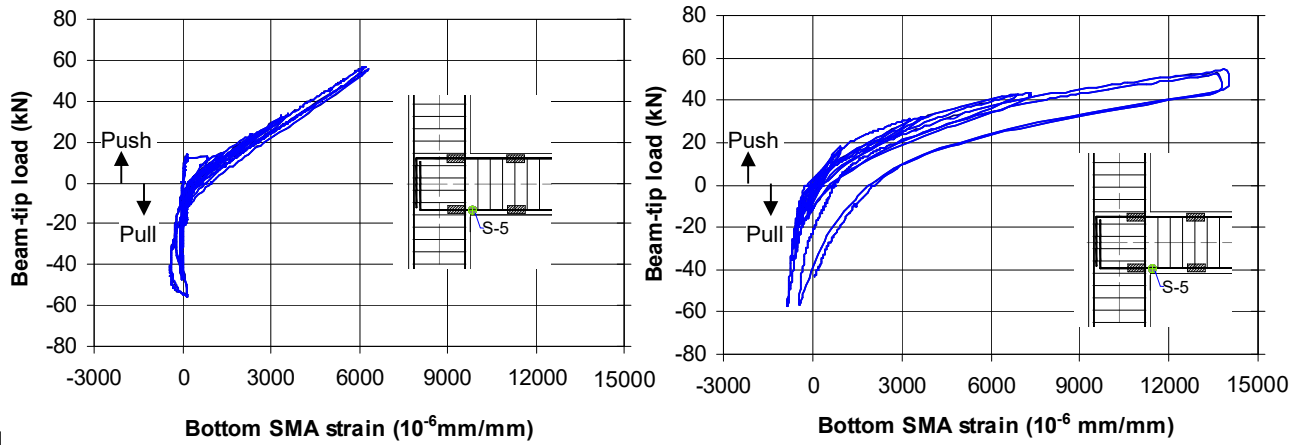 80
60
40
20
0
-20
-40
-60
-80
Beam-tip load (kN)
Push
Pull
S-5
-3000 0 3000 6000 9000 12000 15000
Bottom SMA strain (10⁻⁶mm/mm)
80
60
40
20
0
-20
-40
-60
-80
Beam-tip load (kN)
Push
Pull
S-5
-3000 0 3000 6000 9000 12000 15000
Bottom SMA strain (10⁻⁶ mm/mm)